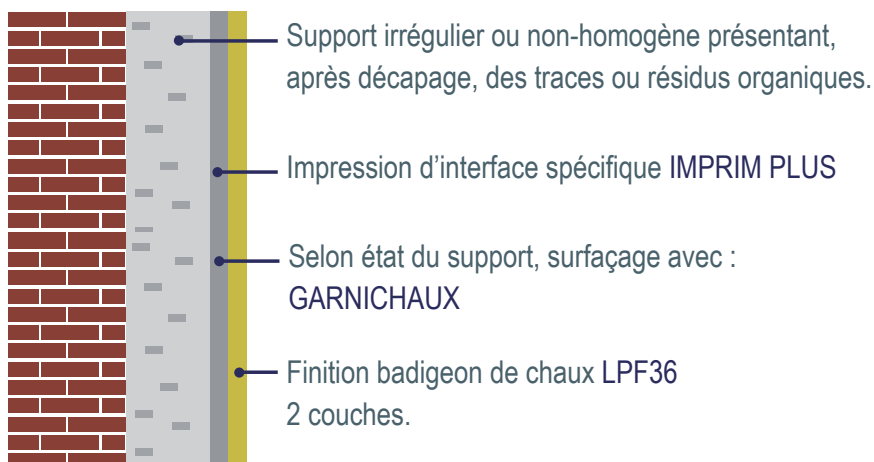 Support irrégulier ou non-homogène présentant,
après décapage, des traces ou résidus organiques.
Impression d’interface spécifique IMPRIM PLUS
Selon état du support, surfaçage avec :
GARNICHAUX
Finition badigeon de chaux LPF36
2 couches.